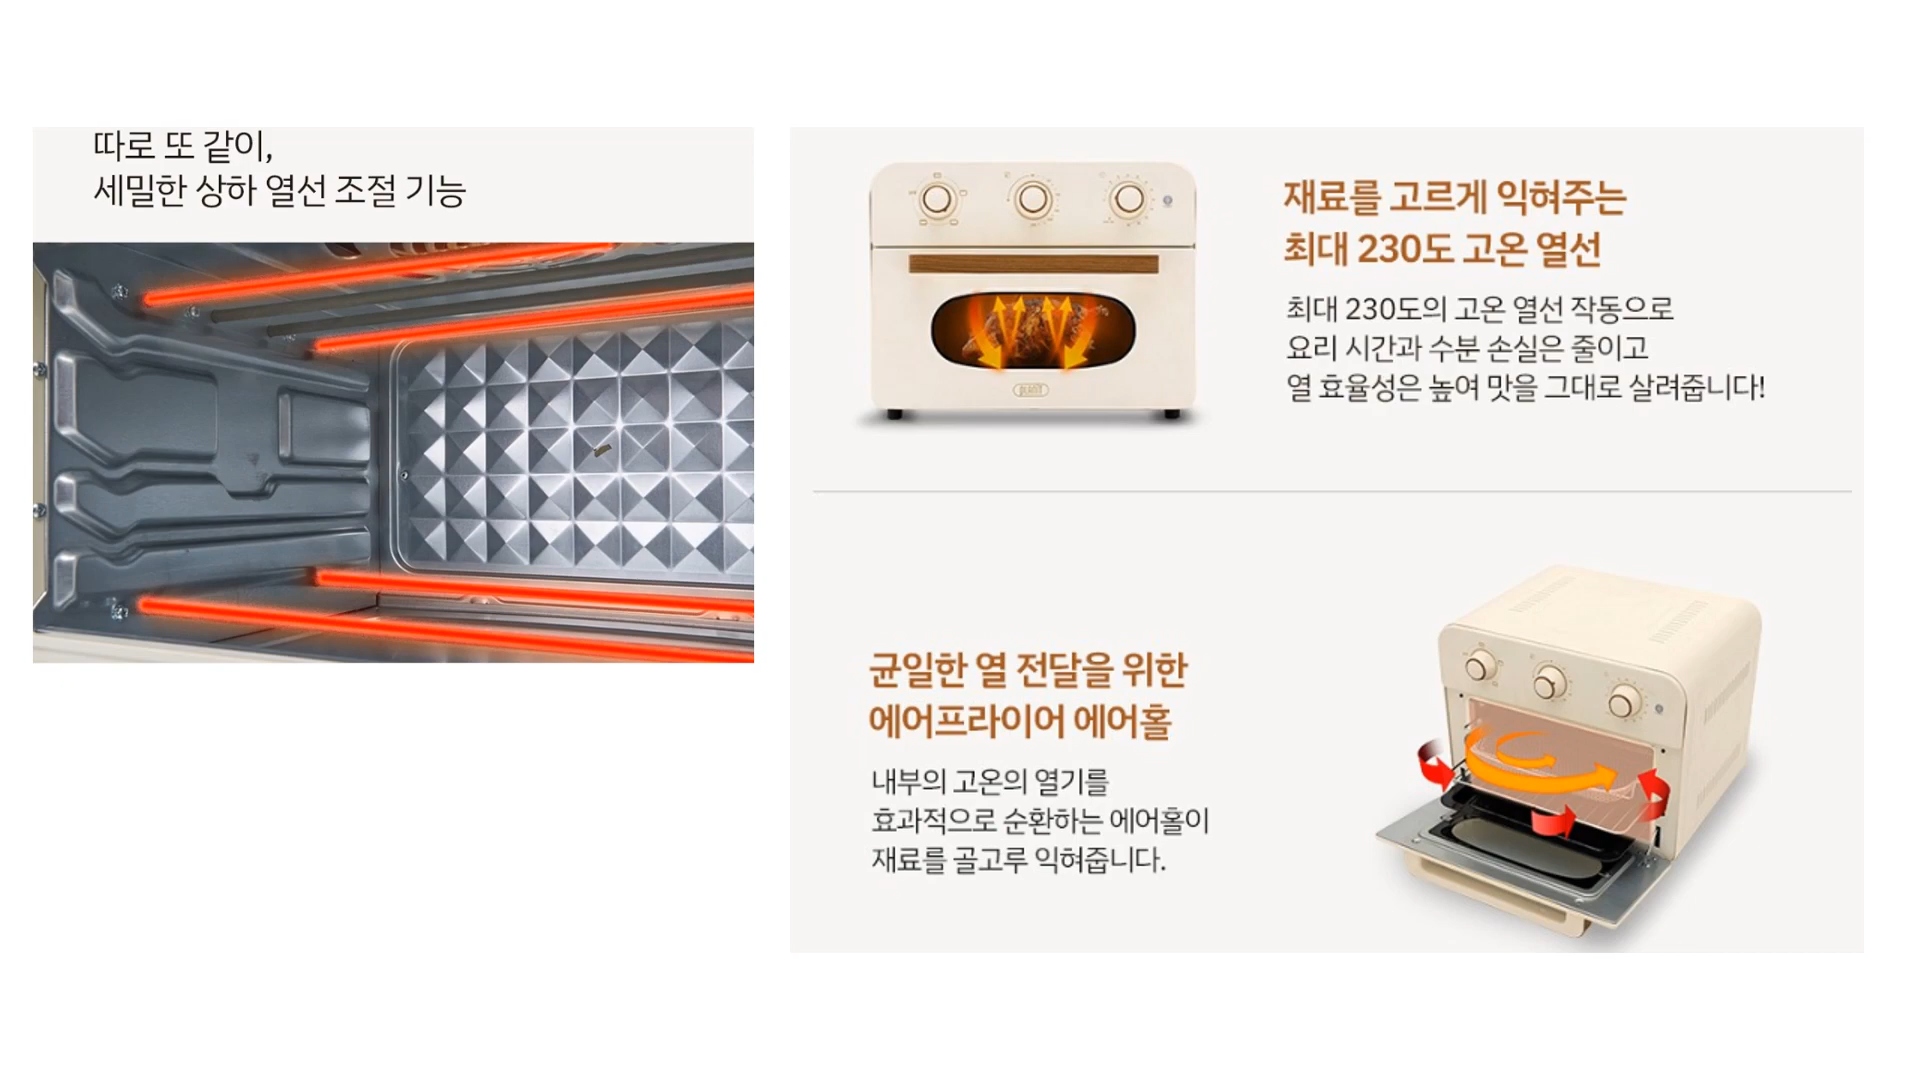 따로 또 같이,
세밀한 상하 열선 조절 기능
재료를 고르게 익혀주는
최대 230도 고온 열선
최대 230도의 고온 열선 작동으로
요리 시간과 수분 손실은 줄이고
열 효율성은 높여 맛을 그대로 살려줍니다!
균일한 열 전달을 위한
에어프라이어 에어홀
내부의 고온의 열기를
효과적으로 순환하는 에어홀이
재료를 골고루 익혀줍니다.